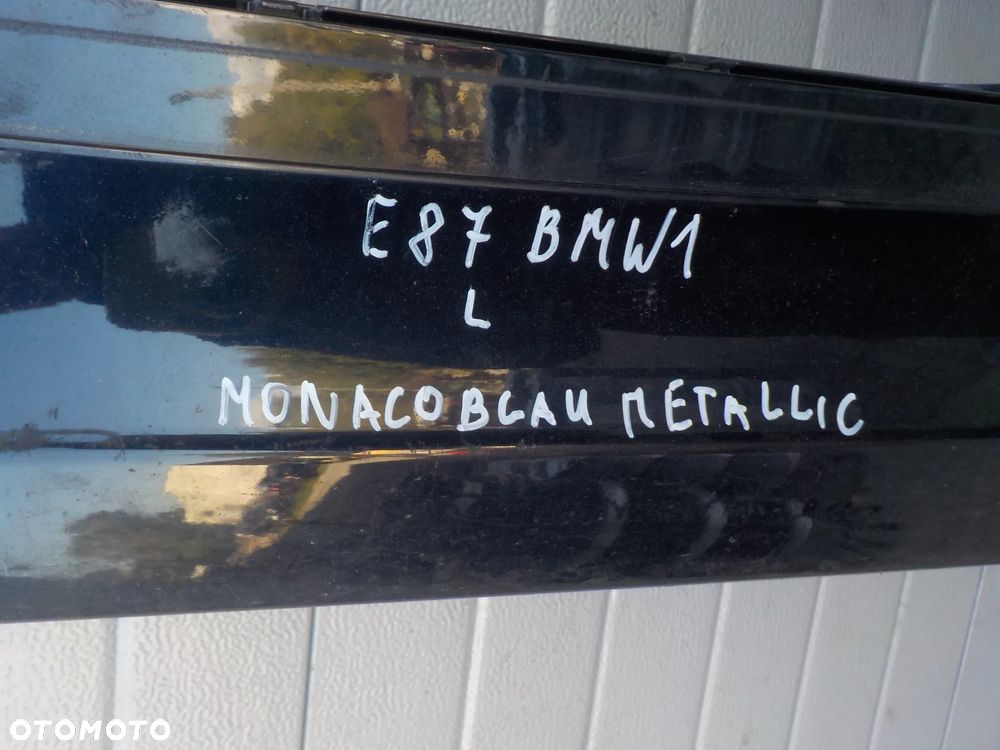 E87 BMW1
L
MONACOBLAU METALLIC
OTOMOTO